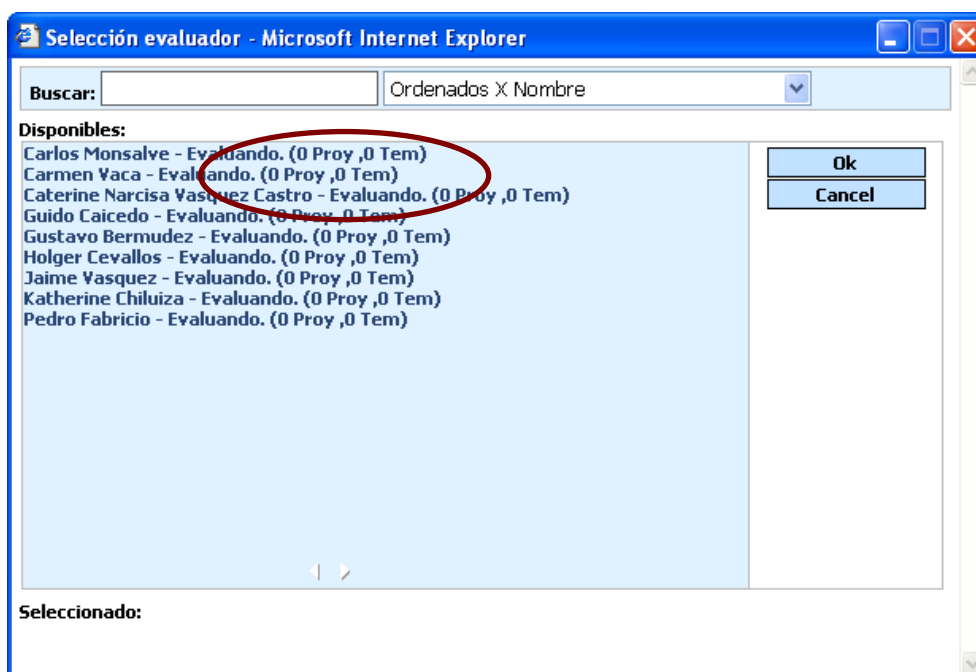 Selección evaluador - Microsoft Internet Explorer
Buscar: Ordenados X Nombre
Disponibles:
Carlos Monsalve - Evaluando. (0 Proy ,0 Tem)
Carmen Vaca - Evaluando. (0 Proy ,0 Tem)
Caterine Narcisa Vasquez Castro - Evaluando. (0 Proy ,0 Tem)
Guido Caicedo - Evaluando. (0 Proy ,0 Tem)
Gustavo Bermudez - Evaluando. (0 Proy ,0 Tem)
Holger Cevallos - Evaluando. (0 Proy ,0 Tem)
Jaime Vasquez - Evaluando. (0 Proy ,0 Tem)
Katherine Chiluiza - Evaluando. (0 Proy ,0 Tem)
Pedro Fabricio - Evaluando. (0 Proy ,0 Tem)
Ok
Cancel
Seleccionado: